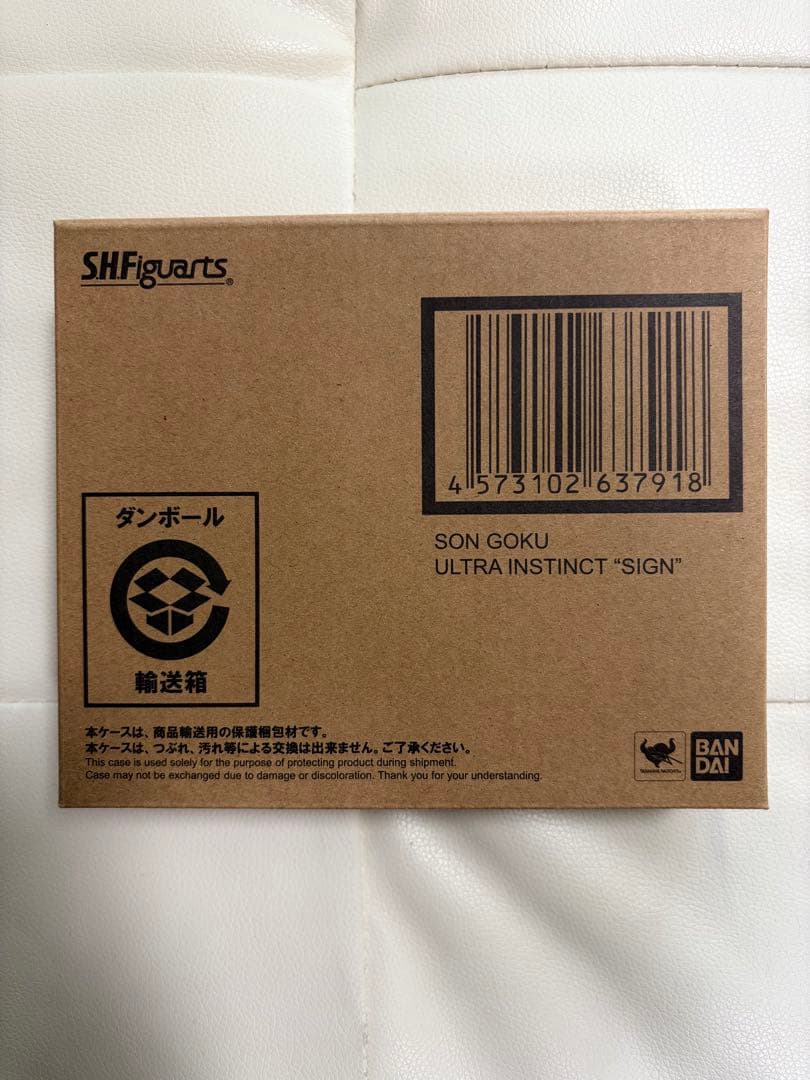 S.H.Figuarts®
4 573102 637918
SON GOKU
ULTRA INSTINCT “SIGN”
ダンボール
輸送箱
本ケースは、商品輸送用の保護梱包材です。
本ケースは、つぶれ、汚れ等による交換は出来ません。ご了承ください。
This case is used solely for the purpose of protecting product during shipment.
Case may not be exchanged due to damage or discoloration. Thank you for your understanding.
BAN
DAI